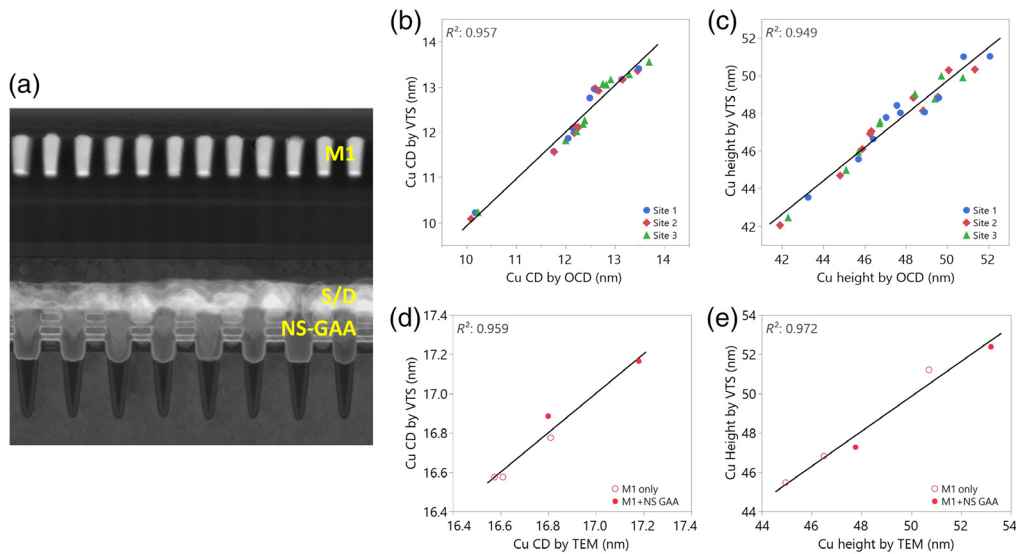 (a)
M1
S/D
NS-GAA
(b)
R²: 0.957
Cu CD by VTS (nm)
14
13
12
11
10
10 11 12 13 14
Cu CD by OCD (nm)
Site 1
Site 2
Site 3
(c)
R²: 0.949
Cu height by VTS (nm)
52
50
48
46
44
42
42 44 46 48 50 52
Cu height by OCD (nm)
Site 1
Site 2
Site 3
(d)
R²: 0.959
Cu CD by VTS (nm)
17.4
17.2
17.0
16.8
16.6
16.4
16.4 16.6 16.8 17.0 17.2 17.4
Cu CD by TEM (nm)
M1 only
M1+NS GAA
(e)
R²: 0.972
Cu Height by VTS (nm)
54
52
50
48
46
44
44 46 48 50 52 54
Cu height by TEM (nm)
M1 only
M1+NS GAA